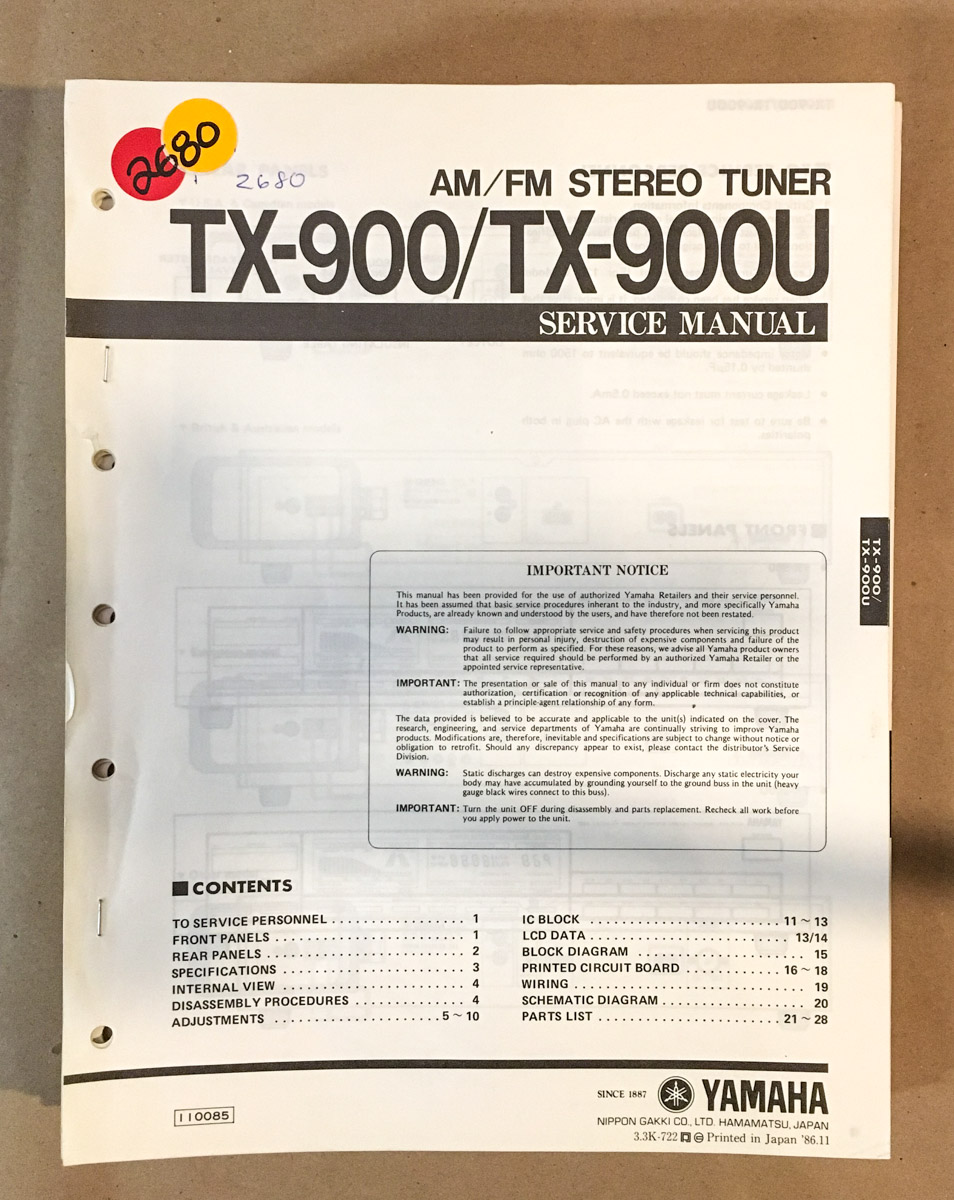 2680
2680
AM/FM STEREO TUNER
TX-900/TX-900U
SERVICE MANUAL
TX-900/
TX-900U
IMPORTANT NOTICE
This manual has been provided for the use of authorized Yamaha Retailers and their service personnel.
It has been assumed that basic service procedures inherant to the industry, and more specifically Yamaha
Products, are already known and understood by the users, and have therefore not been restated.
WARNING: Failure to follow appropriate service and safety procedures when servicing this product
may result in personal injury, destruction of expensive components and failure of the
product to perform as specified. For these reasons, we advise all Yamaha product owners
that all service required should be performed by an authorized Yamaha Retailer or the
appointed service representative.
IMPORTANT: The presentation or sale of this manual to any individual or firm does not constitute
authorization, certification or recognition of any applicable technical capabilities, or
establish a principle-agent relationship of any form.
The data provided is believed to be accurate and applicable to the unit(s) indicated on the cover. The
research, engineering, and service departments of Yamaha are continually striving to improve Yamaha
products. Modifications are, therefore, inevitable and specifications are subject to change without notice or
obligation to retrofit. Should any discrepancy appear to exist, please contact the distributor's Service
Division.
WARNING: Static discharges can destroy expensive components. Discharge any static electricity your
body may have accumulated by grounding yourself to the ground buss in the unit (heavy
gauge black wires connect to this buss).
IMPORTANT: Turn the unit OFF during disassembly and parts replacement. Recheck all work before
you apply power to the unit.
■ CONTENTS
TO SERVICE PERSONNEL . . . . . . . . . . . . . . . . . 1
FRONT PANELS . . . . . . . . . . . . . . . . . . . . . . . . 1
REAR PANELS . . . . . . . . . . . . . . . . . . . . . . . . . 2
SPECIFICATIONS . . . . . . . . . . . . . . . . . . . . . . . 3
INTERNAL VIEW . . . . . . . . . . . . . . . . . . . . . . . 4
DISASSEMBLY PROCEDURES . . . . . . . . . . . . . . 4
ADJUSTMENTS . . . . . . . . . . . . . . . . . . . . . 5 ~ 10
IC BLOCK . . . . . . . . . . . . . . . . . . . . . . . . 11 ~ 13
LCD DATA . . . . . . . . . . . . . . . . . . . . . . . . . 13/14
BLOCK DIAGRAM . . . . . . . . . . . . . . . . . . . . . 15
PRINTED CIRCUIT BOARD . . . . . . . . . . . . 16 ~ 18
WIRING . . . . . . . . . . . . . . . . . . . . . . . . . . . . . 19
SCHEMATIC DIAGRAM . . . . . . . . . . . . . . . . . . 20
PARTS LIST . . . . . . . . . . . . . . . . . . . . . . . 21 ~ 28
SINCE 1887 YAMAHA
NIPPON GAKKI CO., LTD. HAMAMATSU, JAPAN
3.3K-722 Printed in Japan '86.11
110085